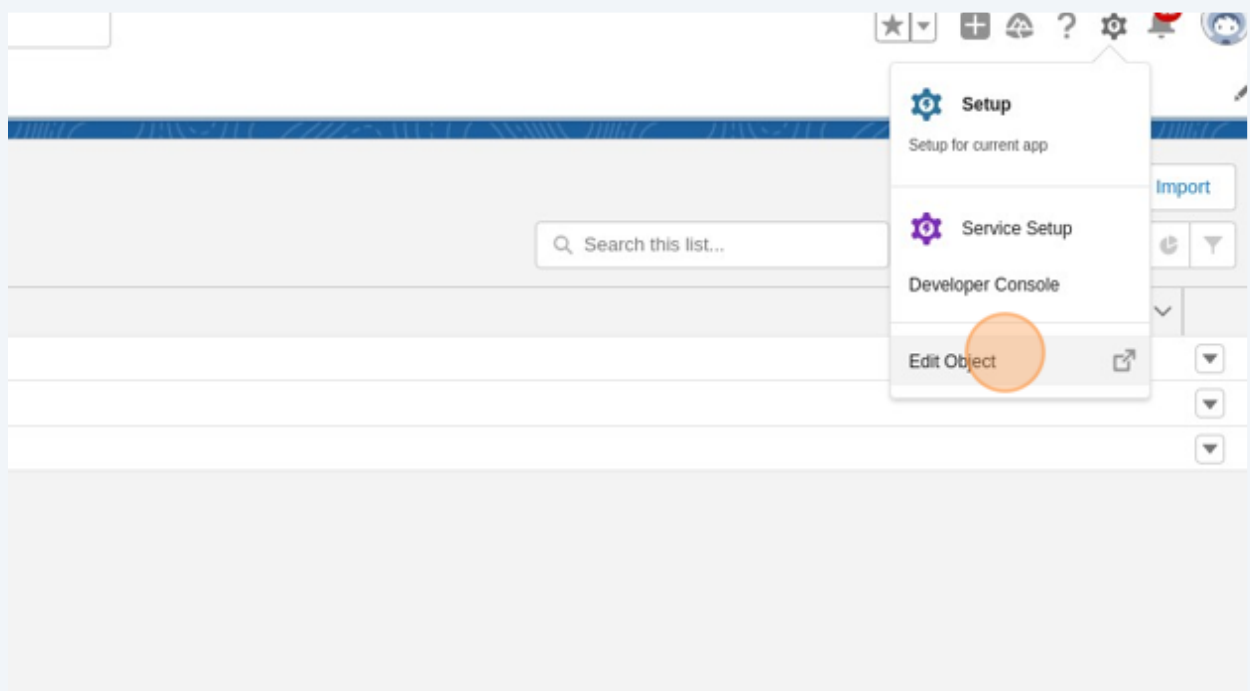 Setup
Setup for current app
Import
Service Setup
Search this list...
Developer Console
Edit Object